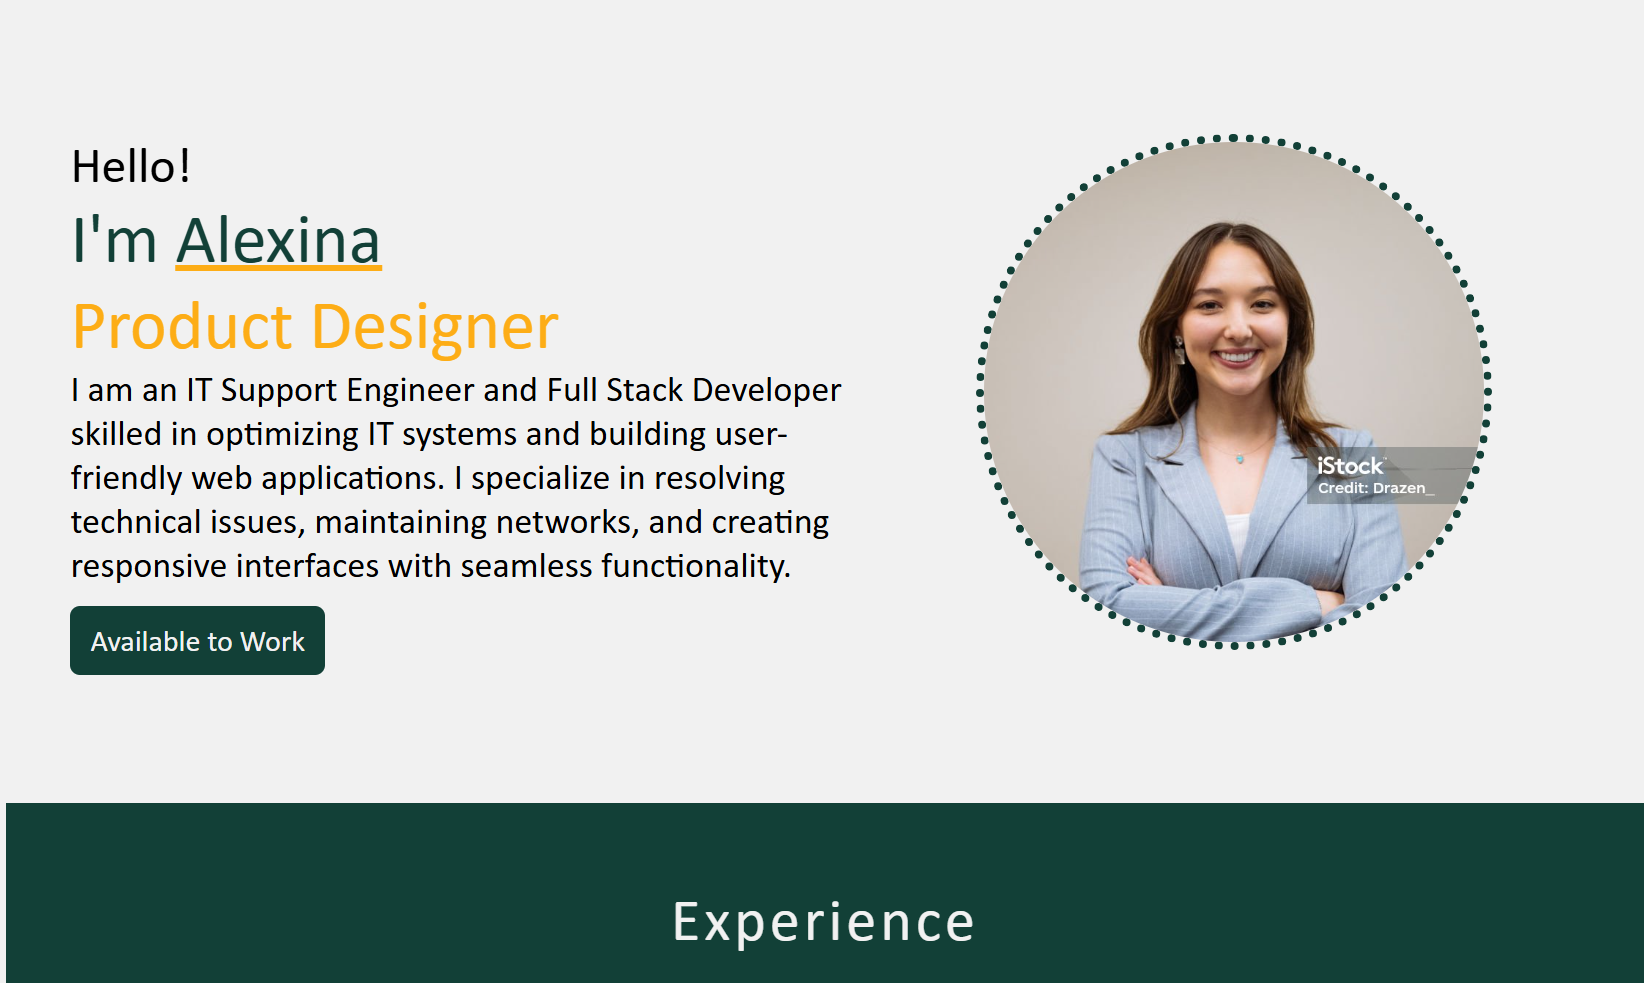 Hello!
I'm Alexina
Product Designer
I am an IT Support Engineer and Full Stack Developer
skilled in optimizing IT systems and building user-
friendly web applications. I specialize in resolving
technical issues, maintaining networks, and creating
responsive interfaces with seamless functionality.
Available to Work
iStock
Credit: Drazen_
Experience